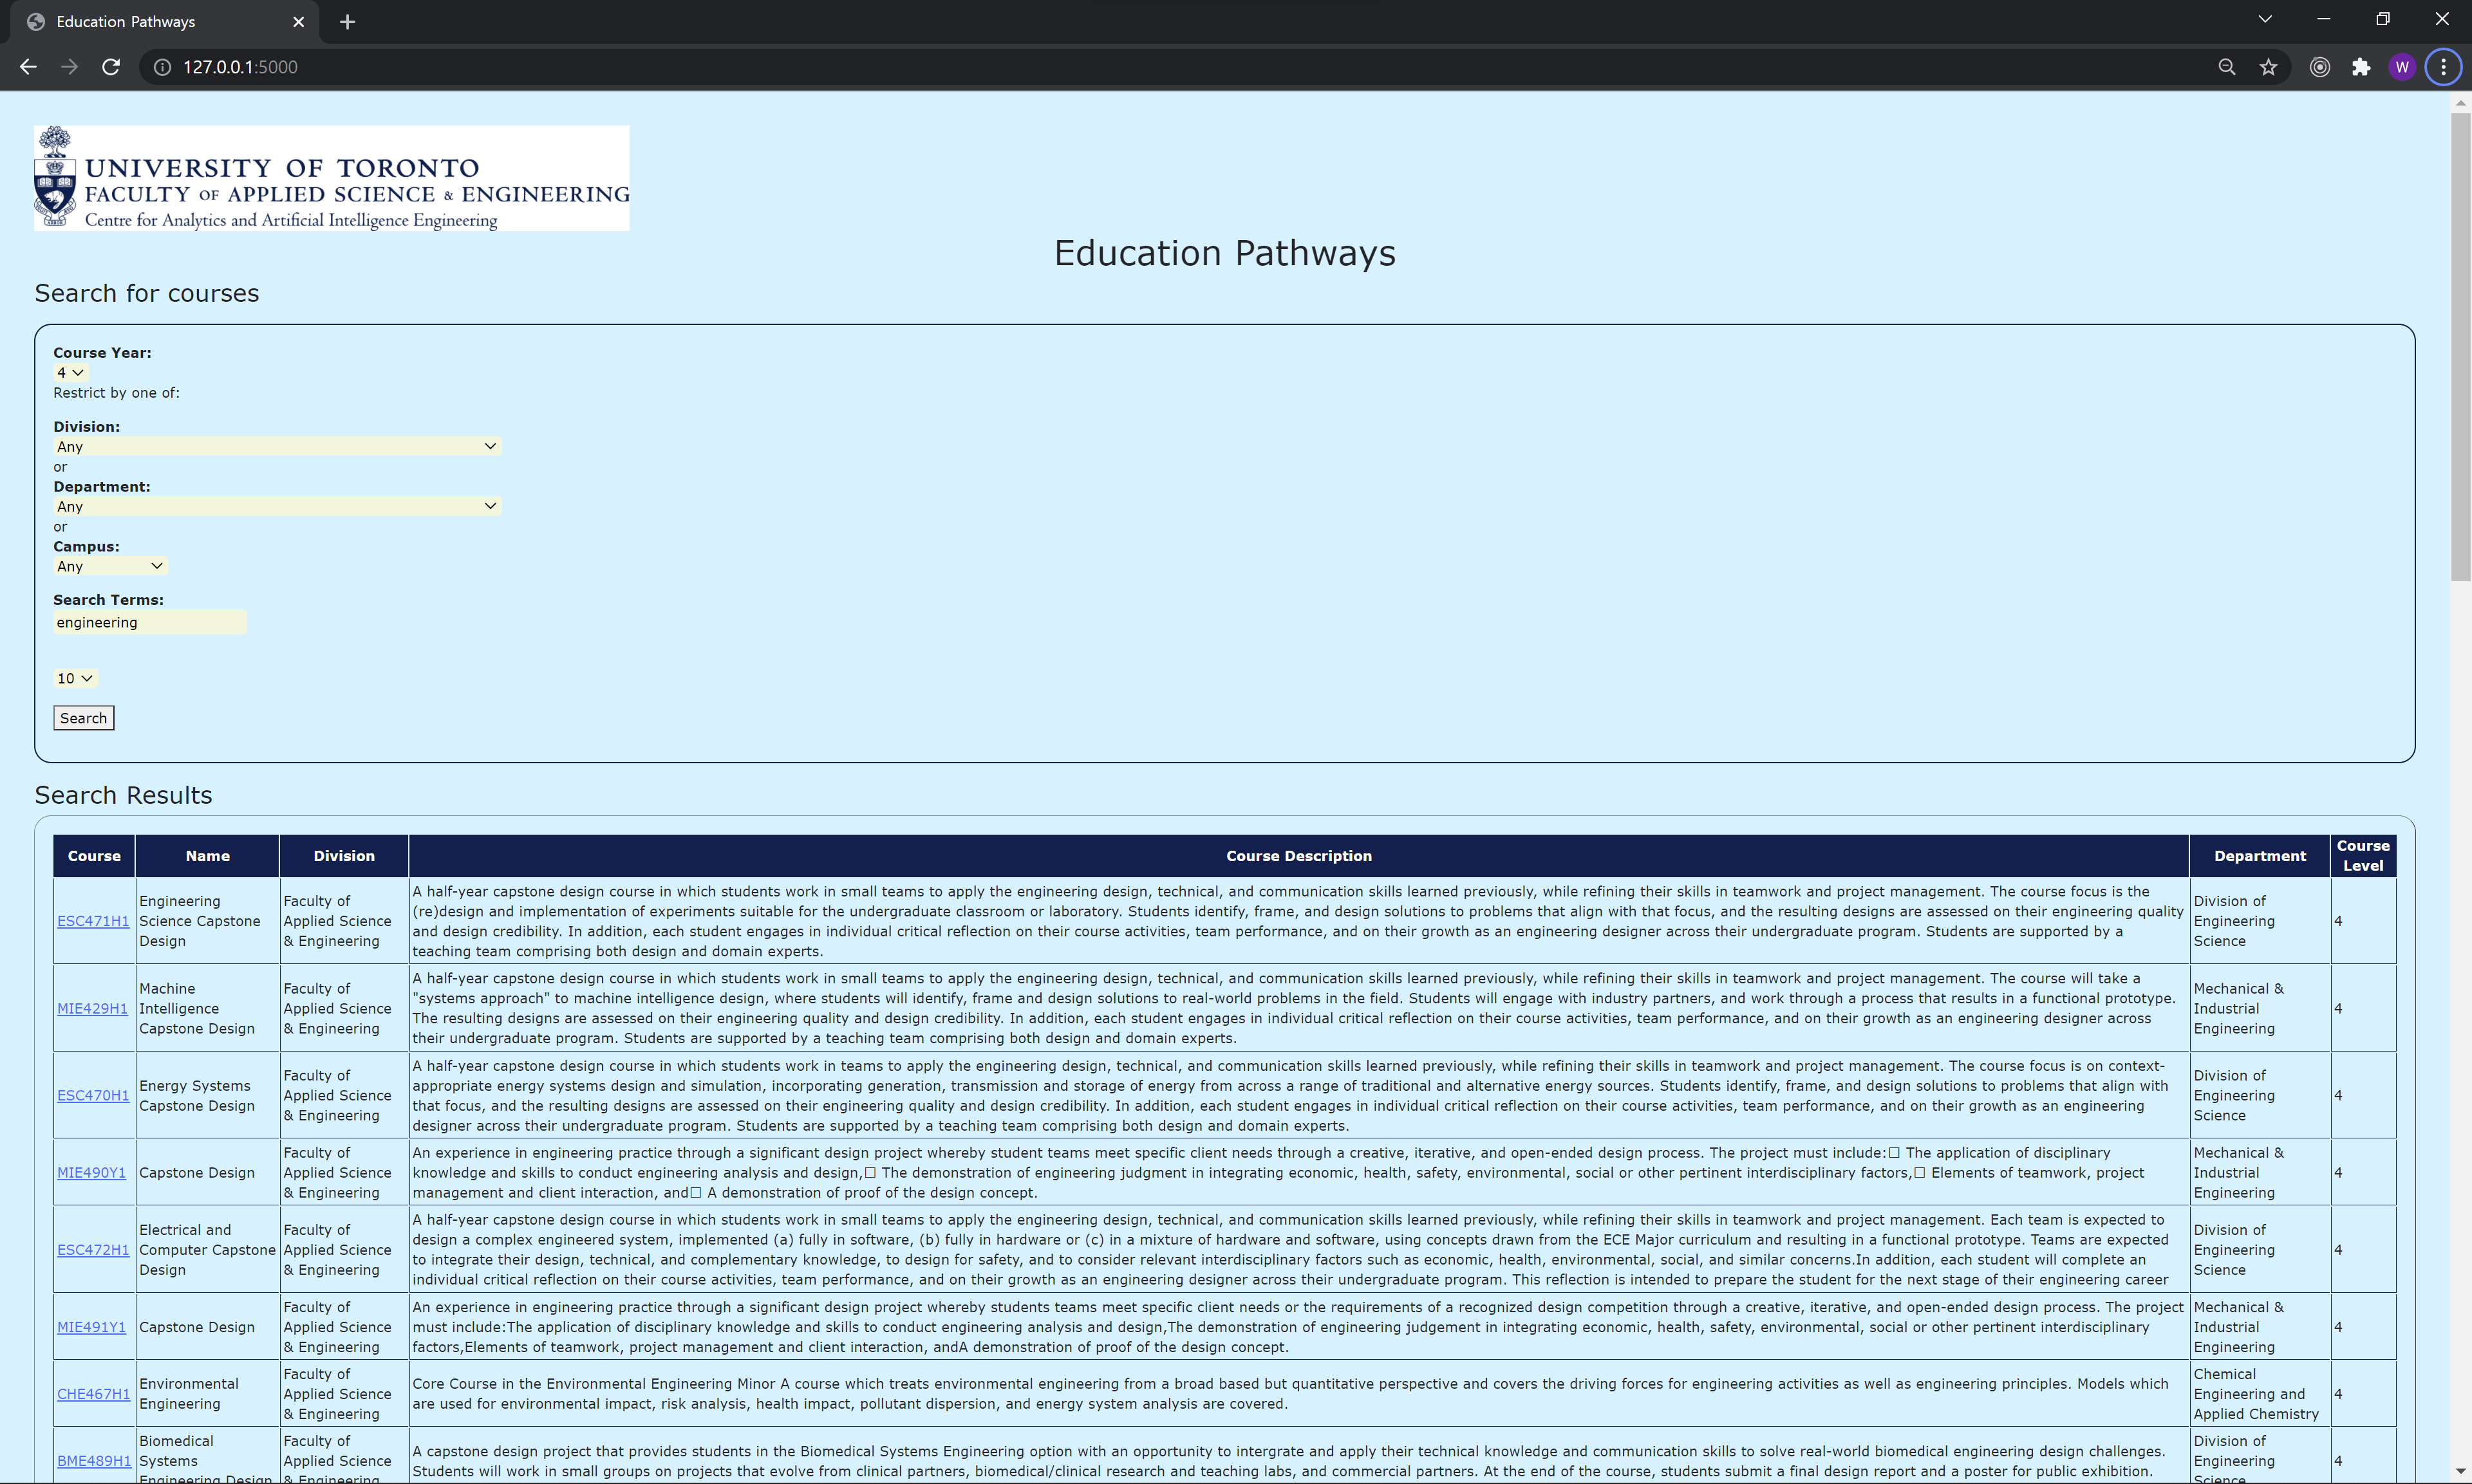 Education Pathways
127.0.0.1:5000
W
UNIVERSITY OF TORONTO
FACULTY OF APPLIED SCIENCE & ENGINEERING
Centre for Analytics and Artificial Intelligence Engineering
Education Pathways
Search for courses
Course Year:
4
Restrict by one of:
Division:
Any
or
Department:
Any
or
Campus:
Any
Search Terms:
engineering
10
Search
Search Results
Course Name Division Course Description Department Course Level
ESC471H1
Engineering
Science Capstone
Design
Faculty of
Applied Science
& Engineering
A half-year capstone design course in which students work in small teams to apply the engineering design, technical, and communication skills learned previously, while refining their skills in teamwork and project management. The course focus is the
(re)design and implementation of experiments suitable for the undergraduate classroom or laboratory. Students identify, frame, and design solutions to problems that align with that focus, and the resulting designs are assessed on their engineering quality
and design credibility. In addition, each student engages in individual critical reflection on their course activities, team performance, and on their growth as an engineering designer across their undergraduate program. Students are supported by a
teaching team comprising both design and domain experts.
Division of
Engineering
Science
4
MIE429H1
Machine
Intelligence
Capstone Design
Faculty of
Applied Science
& Engineering
A half-year capstone design course in which students work in small teams to apply the engineering design, technical, and communication skills learned previously, while refining their skills in teamwork and project management. The course will take a
"systems approach" to machine intelligence design, where students will identify, frame and design solutions to real-world problems in the field. Students will engage with industry partners, and work through a process that results in a functional prototype.
The resulting designs are assessed on their engineering quality and design credibility. In addition, each student engages in individual critical reflection on their course activities, team performance, and on their growth as an engineering designer across
their undergraduate program. Students are supported by a teaching team comprising both design and domain experts.
Mechanical &
Industrial
Engineering
4
ESC470H1
Energy Systems
Capstone Design
Faculty of
Applied Science
& Engineering
A half-year capstone design course in which students work in teams to apply the engineering design, technical, and communication skills learned previously, while refining their skills in teamwork and project management. The course focus is on context-
appropriate energy systems design and simulation, incorporating generation, transmission and storage of energy from across a range of traditional and alternative energy sources. Students identify, frame, and design solutions to problems that align with
that focus, and the resulting designs are assessed on their engineering quality and design credibility. In addition, each student engages in individual critical reflection on their course activities, team performance, and on their growth as an engineering
designer across their undergraduate program. Students are supported by a teaching team comprising both design and domain experts.
Division of
Engineering
Science
4
MIE490Y1
Capstone Design
Faculty of
Applied Science
& Engineering
An experience in engineering practice through a significant design project whereby student teams meet specific client needs through a creative, iterative, and open-ended design process. The project must include:☐ The application of disciplinary
knowledge and skills to conduct engineering analysis and design,☐ The demonstration of engineering judgment in integrating economic, health, safety, environmental, social or other pertinent interdisciplinary factors,☐ Elements of teamwork, project
management and client interaction, and☐ A demonstration of proof of the design concept.
Mechanical &
Industrial
Engineering
4
ESC472H1
Electrical and
Computer Capstone
Design
Faculty of
Applied Science
& Engineering
A half-year capstone design course in which students work in small teams to apply the engineering design, technical, and communication skills learned previously, while refining their skills in teamwork and project management. Each team is expected to
design a complex engineered system, implemented (a) fully in software, (b) fully in hardware or (c) in a mixture of hardware and software, using concepts drawn from the ECE Major curriculum and resulting in a functional prototype. Teams are expected
to integrate their design, technical, and complementary knowledge, to design for safety, and to consider relevant interdisciplinary factors such as economic, health, environmental, social, and similar concerns.In addition, each student will complete an
individual critical reflection on their course activities, team performance, and on their growth as an engineering designer across their undergraduate program. This reflection is intended to prepare the student for the next stage of their engineering career
Division of
Engineering
Science
4
MIE491Y1
Capstone Design
Faculty of
Applied Science
& Engineering
An experience in engineering practice through a significant design project whereby students teams meet specific client needs or the requirements of a recognized design competition through a creative, iterative, and open-ended design process. The project
must include:The application of disciplinary knowledge and skills to conduct engineering analysis and design,The demonstration of engineering judgement in integrating economic, health, safety, environmental, social or other pertinent interdisciplinary
factors,Elements of teamwork, project management and client interaction, andA demonstration of proof of the design concept.
Mechanical &
Industrial
Engineering
4
CHE467H1
Environmental
Engineering
Faculty of
Applied Science
& Engineering
Core Course in the Environmental Engineering Minor A course which treats environmental engineering from a broad based but quantitative perspective and covers the driving forces for engineering activities as well as engineering principles. Models which
are used for environmental impact, risk analysis, health impact, pollutant dispersion, and energy system analysis are covered.
Chemical
Engineering and
Applied Chemistry
4
BME489H1
Biomedical
Systems
Engineering Design
Faculty of
Applied Science
& Engineering
A capstone design project that provides students in the Biomedical Systems Engineering option with an opportunity to intergrate and apply their technical knowledge and communication skills to solve real-world biomedical engineering design challenges.
Students will work in small groups on projects that evolve from clinical partners, biomedical/clinical research and teaching labs, and commercial partners. At the end of the course, students submit a final design report and a poster for public exhibition.
Division of
Engineering
Science
4